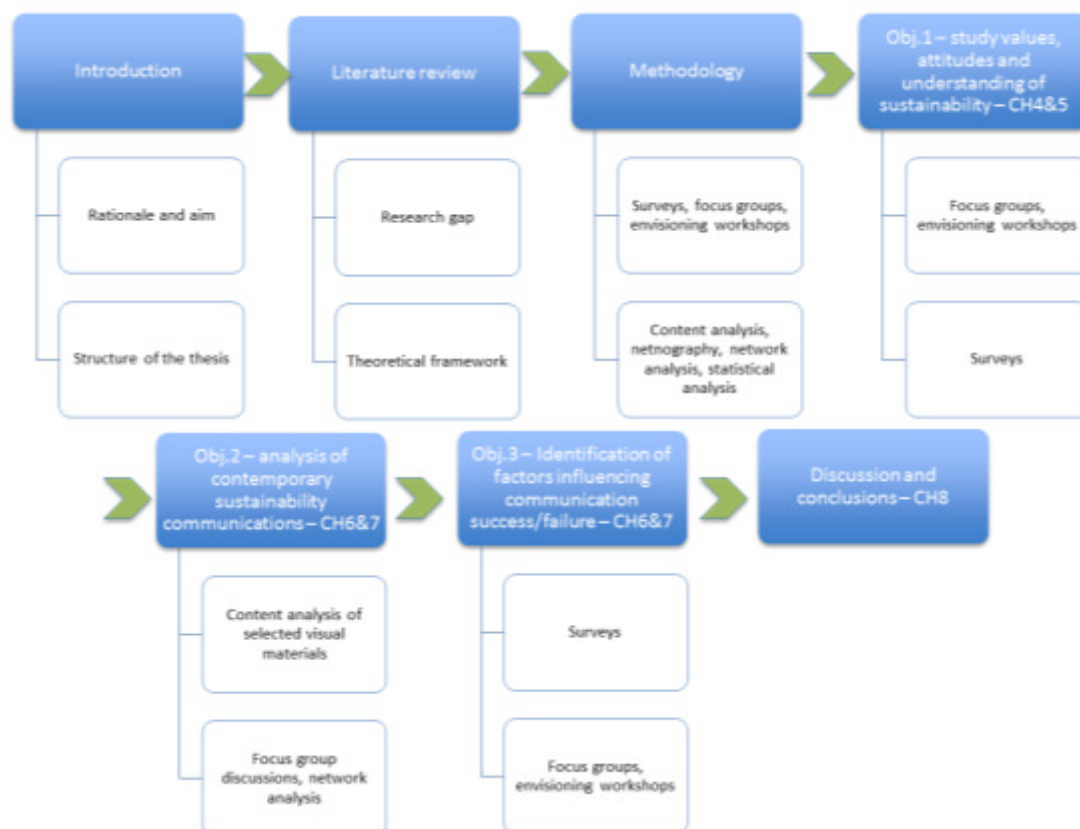 Introduction
Rationale and aim
Structure of the thesis
Literature review
Research gap
Theoretical framework
Methodology
Surveys, focus groups,
envisioning workshops
Content analysis,
netnography, network
analysis, statistical
analysis
Obj.1 – study values,
attitudes and
understanding of
sustainability – CH4&5
Focus groups,
envisioning workshops
Surveys
Obj.2 – analysis of
contemporary
sustainability
communications – CH6&7
Content analysis of
selected visual
materials
Focus group
discussions, network
analysis
Obj.3 – Identification of
factors influencing
communication
success/failure – CH6&7
Surveys
Focus groups,
envisioning workshops
Discussion and
conclusions – CH8